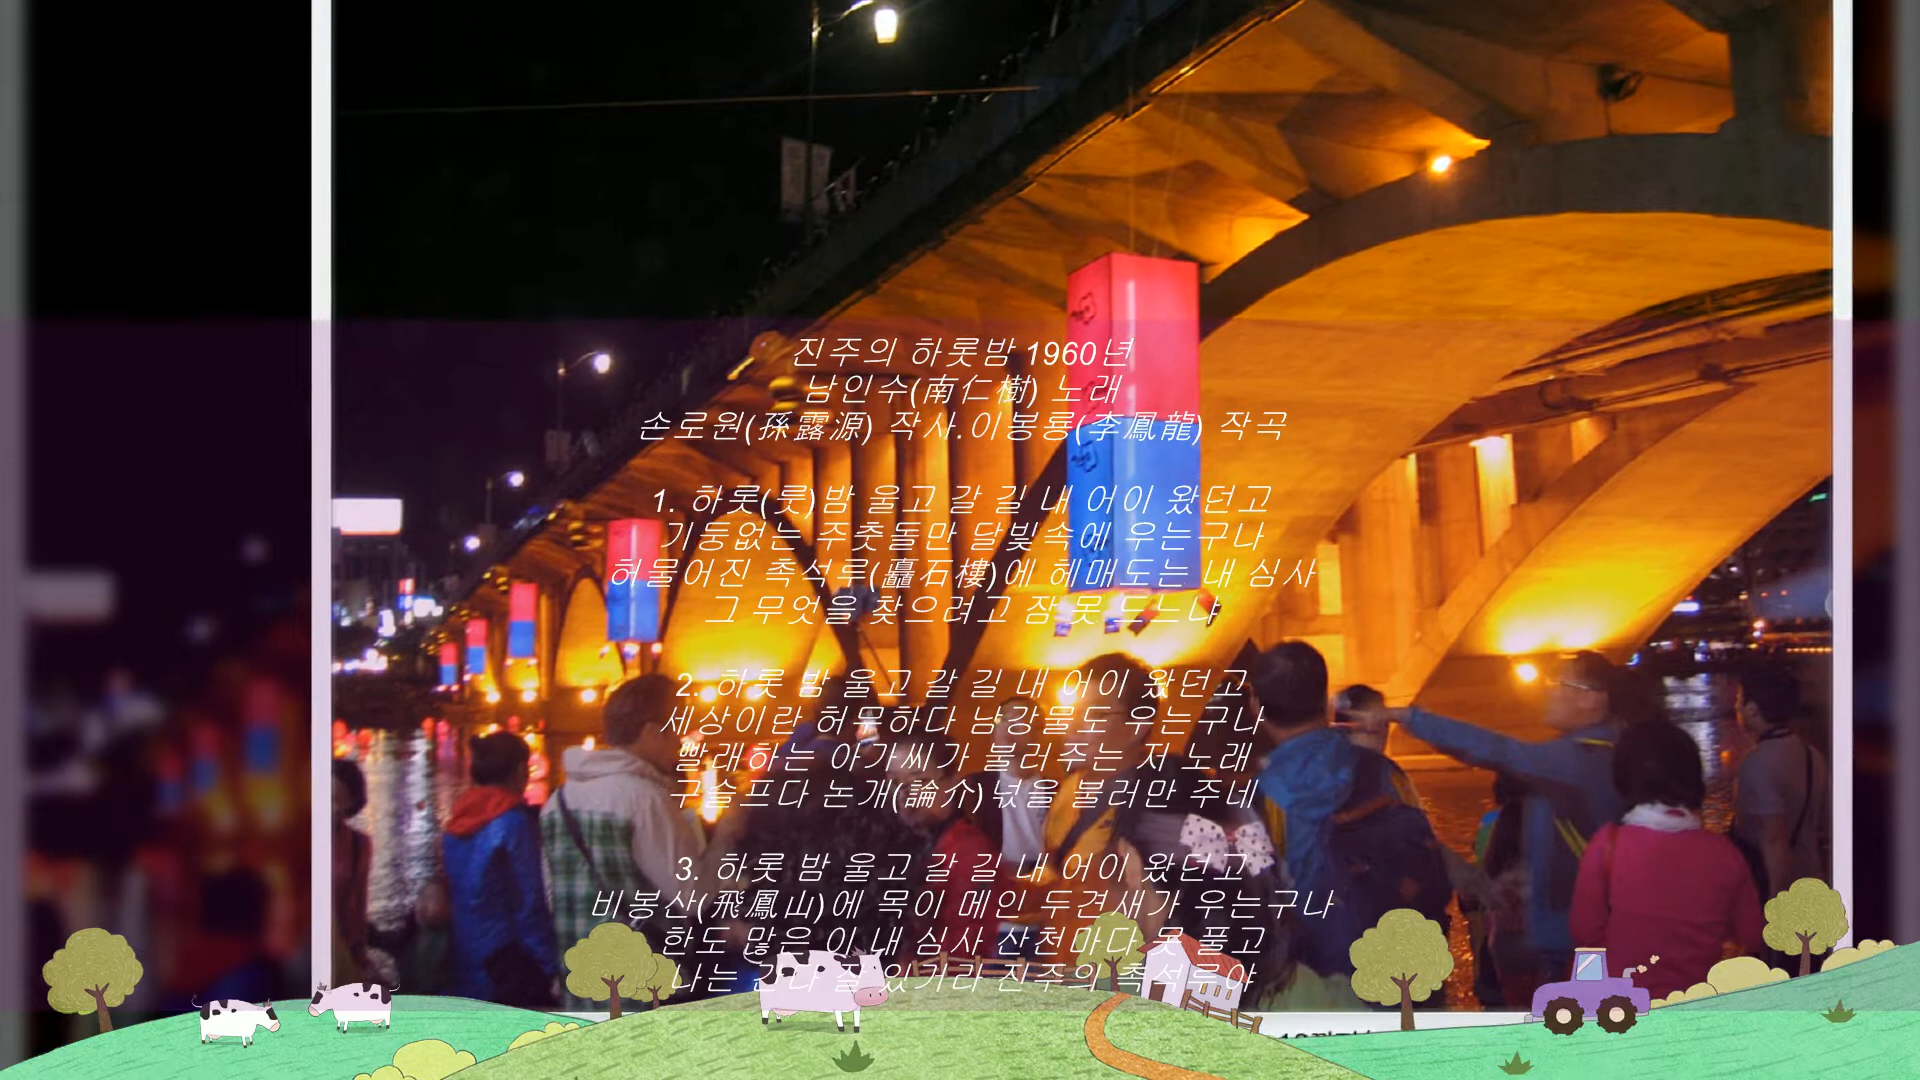 진주의 하룻밤 1960년
남인수(南仁樹) 노래
손로원(孫露源) 작사.이봉룡(李鳳龍) 작곡
1. 하롯(룻)밤 울고 갈 길 내 어이 왔던고
기둥없는 주춧돌만 달빛속에 우는구나
허물어진 촉석루(矗石樓)에 헤매도는 내 심사
그 무엇을 찾으려고 잠 못 드느냐
2. 하룻 밤 울고 갈 길 내 어이 왔던고
세상이란 허무하다 남강물도 우는구나
빨래하는 아가씨가 불러주는 저 노래
구슬프다 논개(論介)넋을 불러만 주네
3. 하룻 밤 울고 갈 길 내 어이 왔던고
비봉산(飛鳳山)에 목이 메인 두견새가 우는구나
한도 많은 이 내 심사 산천마다 못 풀고
나는 간다 잘 있거라 진주의 촉석루야